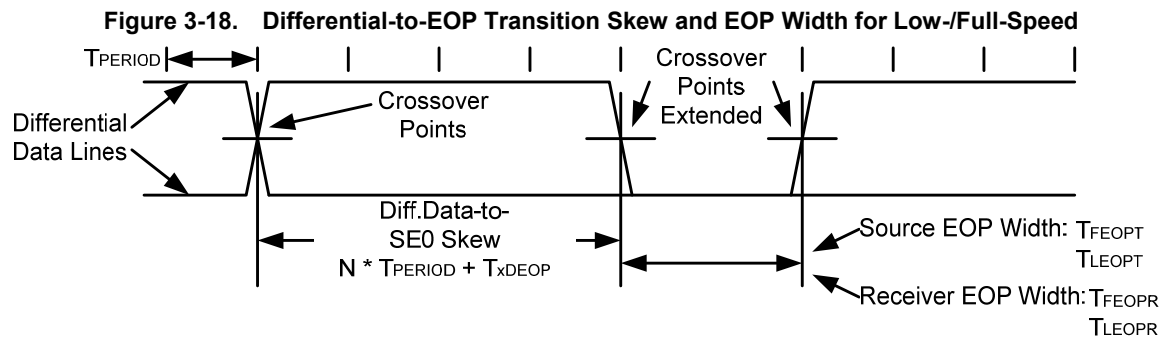 Figure 3-18. Differential-to-EOP Transition Skew and EOP Width for Low-/Full-Speed
TPERIOD
Crossover
Points
Extended
Crossover
Points
Differential
Data Lines
Diff.Data-to-
SE0 Skew
N * TPERIOD + TxDEOP
Source EOP Width: TFEOPT
TLEOPT
Receiver EOP Width: TFEOPR
TLEOPR